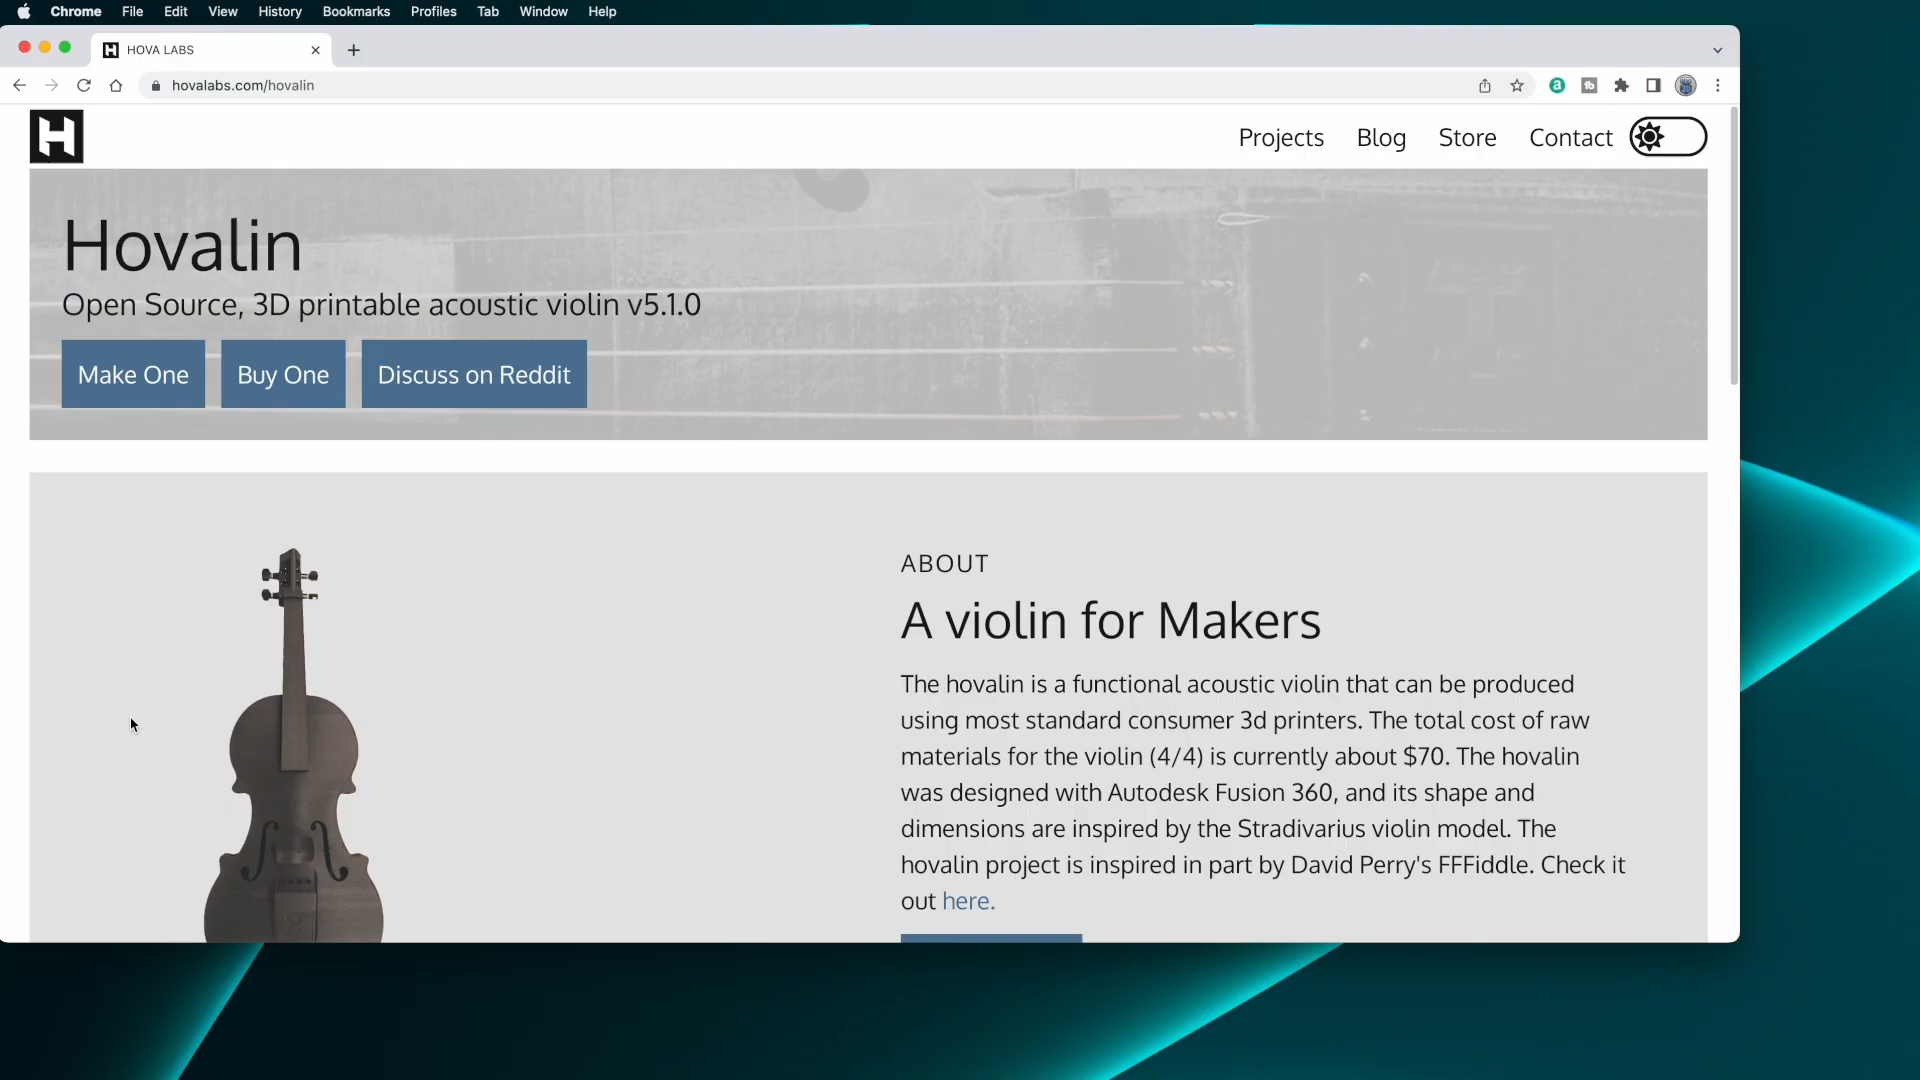 Chrome File Edit View History Bookmarks Profiles Tab Window Help
HOVA LABS
hovalabs.com/hovalin
H Projects Blog Store Contact
Hovalin
Open Source, 3D printable acoustic violin v5.1.0
Make One Buy One Discuss on Reddit
ABOUT
A violin for Makers
The hovalin is a functional acoustic violin that can be produced
using most standard consumer 3d printers. The total cost of raw
materials for the violin (4/4) is currently about $70. The hovalin
was designed with Autodesk Fusion 360, and its shape and
dimensions are inspired by the Stradivarius violin model. The
hovalin project is inspired in part by David Perry's FFFiddle. Check it
out here.